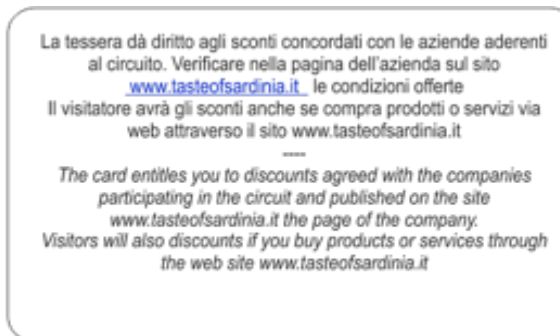 La tessera dà diritto agli sconti concordati con le aziende aderenti
al circuito. Verificare nella pagina dell'azienda sul sito
www.tasteofsardinia.it le condizioni offerte
Il visitatore avrà gli sconti anche se compra prodotti o servizi via
web attraverso il sito www.tasteofsardinia.it
----
The card entitles you to discounts agreed with the companies
participating in the circuit and published on the site
www.tasteofsardinia.it the page of the company.
Visitors will also discounts if you buy products or services through
the web site www.tasteofsardinia.it